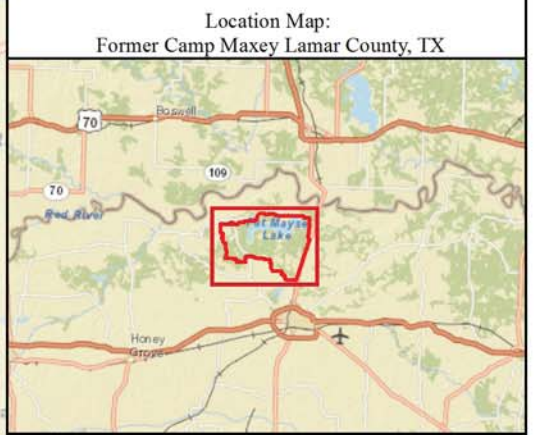 Location Map:
Former Camp Maxey Lamar County, TX
Boswell
70
109
70
Red River
Pat Mayse
Lake
Honey
Grove